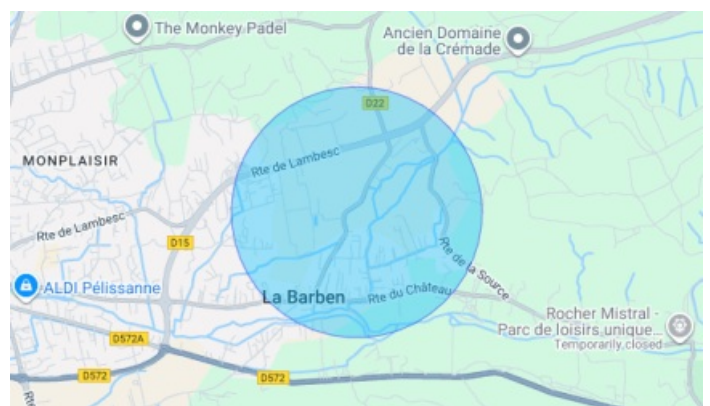 The Monkey Padel
Ancien Domaine
de la Crémade
D22
MONPLAISIR
Rte de Lambesc
Rte de Lambesc
D15
Rte de la Source
ALDI Pélissanne
La Barben
Rte du Château
Rocher Mistral -
Parc de loisirs unique...
Temporarily closed
D572A
D572
D572